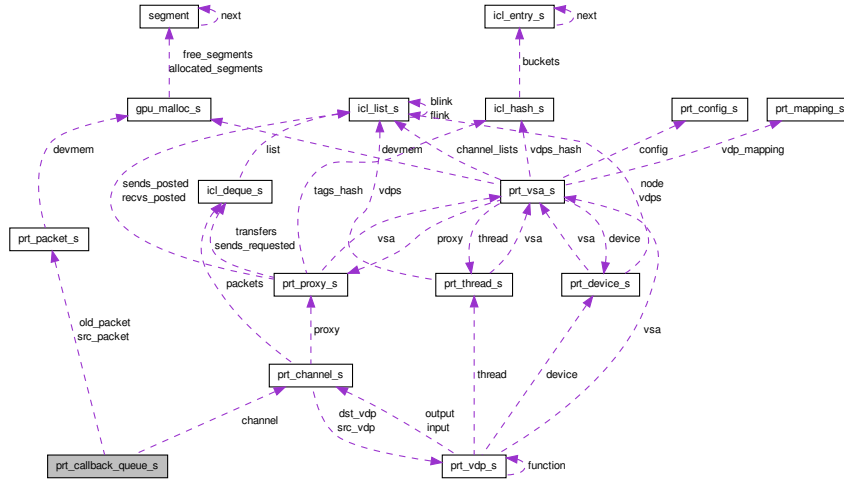 segment
next
icl_entry_s
next
free_segments
allocated_segments
buckets
gpu_malloc_s
icl_list_s
blink
flink
icl_hash_s
prt_config_s
prt_mapping_s
devmem
list
devmem
channel_lists
vdps_hash
config
vdp_mapping
sends_posted
recvs_posted
icl_deque_s
tags_hash
vdps
prt_vsa_s
node
vdps
prt_packet_s
transfers
sends_requested
vsa
proxy
thread
vsa
vsa
device
packets
prt_proxy_s
prt_thread_s
prt_device_s
old_packet
src_packet
proxy
vsa
prt_channel_s
thread
device
channel
dst_vdp
src_vdp
output
input
prt_callback_queue_s
prt_vdp_s
function